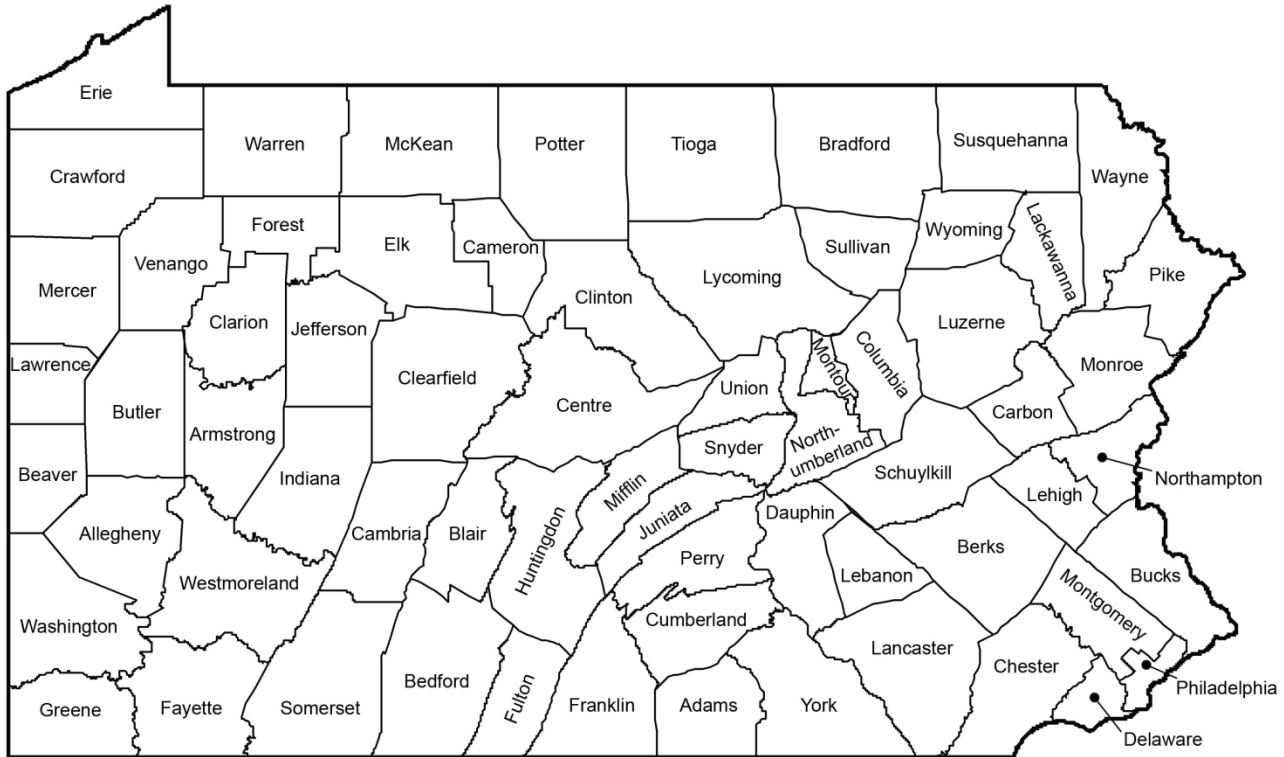 Erie
Warren
McKean
Potter
Tioga
Bradford
Susquehanna
Wayne
Crawford
Forest
Elk
Cameron
Sullivan
Wyoming
Lackawanna
Venango
Mercer
Clarion
Jefferson
Clinton
Lycoming
Luzerne
Pike
Lawrence
Butler
Clearfield
Centre
Union
Montour
Columbia
Monroe
Carbon
Armstrong
Snyder
North-
umberland
Beaver
Indiana
Mifflin
Juniata
Schuylkill
Lehigh
Northampton
Allegheny
Cambria
Blair
Huntingdon
Perry
Dauphin
Lebanon
Berks
Bucks
Westmoreland
Montgomery
Washington
Cumberland
Lancaster
Chester
Philadelphia
Greene
Fayette
Somerset
Bedford
Fulton
Franklin
Adams
York
Delaware